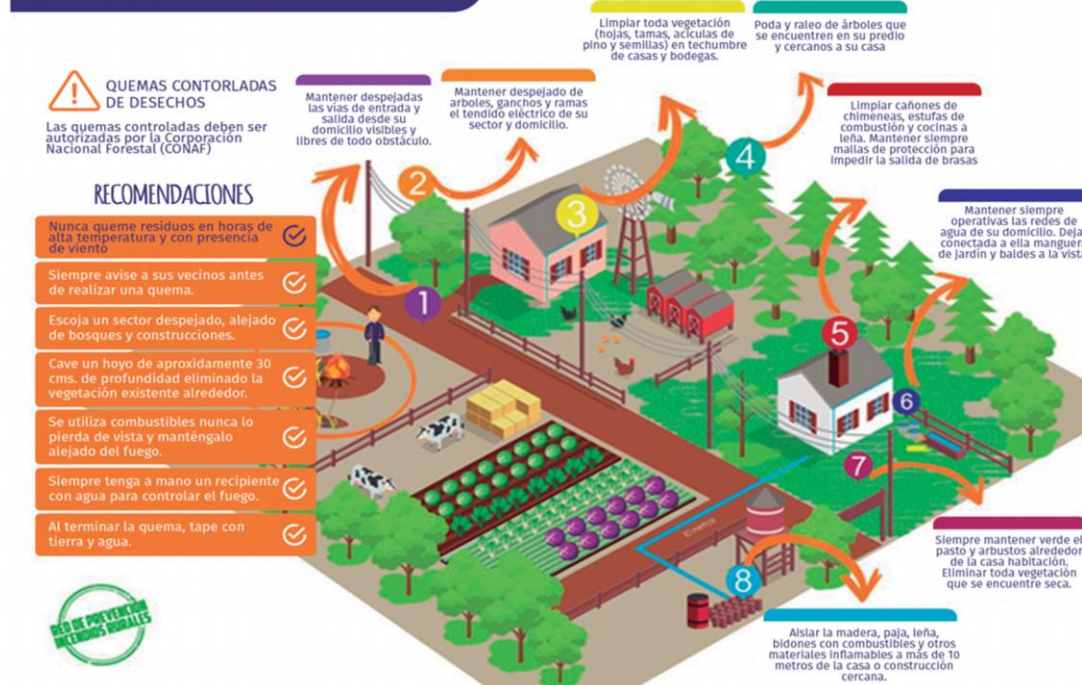 Limpiar toda vegetación
(hojas, tamas, acículas de
pino y semillas) en techumbre
de casas y bodegas.
Poda y raleo de árboles que
se encuentren en su predio
y cercanos a su casa
QUEMAS CONTORLADAS
DE DESECHOS
Las quemas controladas deben ser
autorizadas por la Corporación
Nacional Forestal (CONAF)
Mantener despejadas
las vías de entrada y
salida desde su
domicilio visibles y
libres de todo obstáculo.
Mantener despejado de
arboles, ganchos y ramas
el tendido eléctrico de su
sector y domicilio.
Limpiar cañones de
chimeneas, estufas de
combustión y cocinas a
leña. Mantener siempre
mallas de protección para
impedir la salida de brasas
Mantener siempre
operativas las redes de
agua de su domicilio. Deja
conectada a ella manguera
de jardín y baldes a la vista
RECOMENDACIONES
Nunca queme residuos en horas de
alta temperatura y con presencia
de viento
Siempre avise a sus vecinos antes
de realizar una quema.
Escoja un sector despejado, alejado
de bosques y construcciones.
Cave un hoyo de aproxidamente 30
cms. de profundidad eliminado la
vegetación existente alrededor.
Se utiliza combustibles nunca lo
pierda de vista y manténgalo
alejado del fuego.
Siempre tenga a mano un recipiente
con agua para controlar el fuego.
Al terminar la quema, tape con
tierra y agua.
1
2
3
4
5
6
7
8
10 metros
Siempre mantener verde el
pasto y arbustos alrededor
de la casa habitación.
Eliminar toda vegetación
que se encuentre seca.
Aislar la madera, paja, leña,
bidones con combustibles y otros
materiales inflamables a más de 10
metros de la casa o construcción
cercana.
RED DE PREVENCIÓN
INCENDIOS RURALES